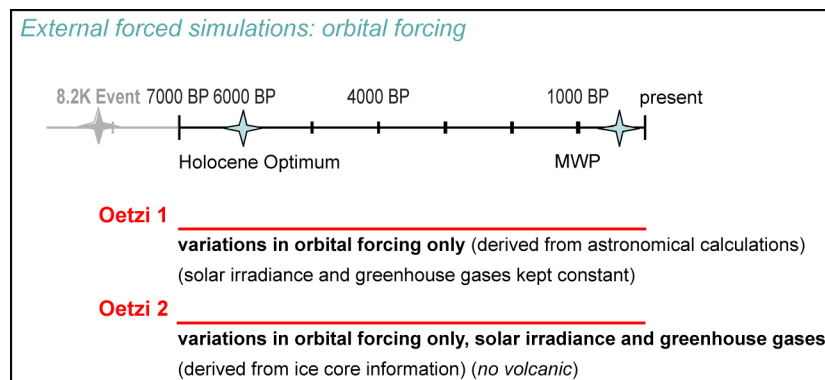 External forced simulations: orbital forcing
8.2K Event 7000 BP 6000 BP 4000 BP 1000 BP present
Holocene Optimum MWP
Oetzi 1
variations in orbital forcing only (derived from astronomical calculations)
(solar irradiance and greenhouse gases kept constant)
Oetzi 2
variations in orbital forcing only, solar irradiance and greenhouse gases
(derived from ice core information) (no volcanic)